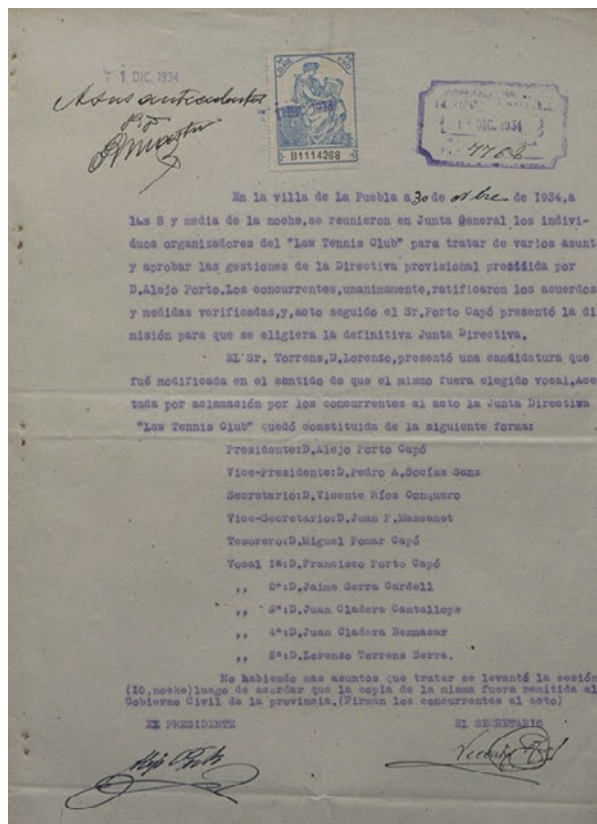 1 DIC. 1934
A sus antecedentes
B1114268
1 DIC. 1934
7768
En la villa de la Puebla a 30 de nbre de 1934,a
las 8 y media de la noche,se reunieron en Junta General los indivi-
duos organizadores del "Law Tennis Club" para tratar de varios asunt
y aprobar las gestiones de la Directiva provisional presidida por
D.Alejo Porto.Los concurrentes,unanimemente,ratificaron los acuerdos
y medidas verificadas,y,acto seguido el Sr.Porto Capó presentó la di
misión para que se eligiera la definitiva Junta Directiva.
El Sr. Torrens,D.Lorenzo,presentó una candidatura que
fué modificada en el sentido de que el mismo fuera elegido vocal.Ace
tada por aclamación por los concurrentes al acto la Junta Directiva
"Law Tennis Club" quedó constituida de la siguiente forma:
Presidente:D.Alejo Porto Capó
Vice-Presidente:D.Pedro A.Socías Sanz
Secretario:D.Vicente Ríos Conquero
Vice-Secretario:D.Juan P.Massanet
Tesorero:D.Miguel Pomar Capó
Vocal 1º:D.Francisco Porto Capó
,, 2º:D.Jaime Serra Cardell
,, 3º:D.Juan Cladera Cantallops
,, 4º:D.Juan Cladera Bennasar
,, 5º:D.Lorenzo Torrens Serra.
No habiendo mas asuntos que tratar se levantó la sesión
(10,noche)luego de acordar que la copia de la misma fuera remitida al
Gobierno Civil de la provincia.(Firman los concurrentes al acto)
EL PRESIDENTE EL SECRETARIO
Alejo Porto Vicente Ríos